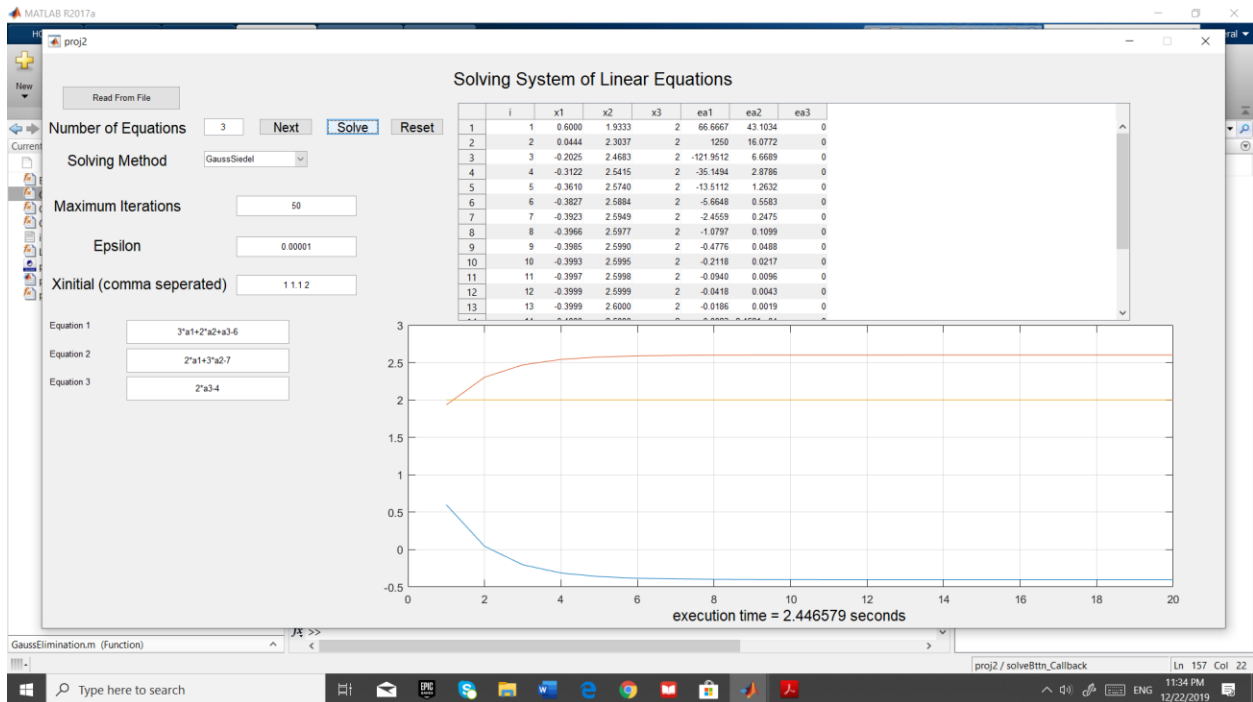 MATLAB R2017a
proj2
New
Current
Read From File
Number of Equations 3 Next Solve Reset
Solving Method GaussSiedel
Maximum Iterations 50
Epsilon 0.00001
Xinitial (comma seperated) 1 1.1 2
Equation 1 3*a1+2*a2+a3-6
Equation 2 2*a1+3*a2-7
Equation 3 2*a3-4
Solving System of Linear Equations
i x1 x2 x3 ea1 ea2 ea3
1 1 0.6000 1.9333 2 66.6667 43.1034 0
2 2 0.0444 2.3037 2 1250 16.0772 0
3 3 -0.2025 2.4683 2 -121.9512 6.6689 0
4 4 -0.3122 2.5415 2 -35.1494 2.8786 0
5 5 -0.3610 2.5740 2 -13.5112 1.2632 0
6 6 -0.3827 2.5884 2 -5.6648 0.5583 0
7 7 -0.3923 2.5949 2 -2.4559 0.2475 0
8 8 -0.3966 2.5977 2 -1.0797 0.1099 0
9 9 -0.3985 2.5990 2 -0.4776 0.0488 0
10 10 -0.3993 2.5995 2 -0.2118 0.0217 0
11 11 -0.3997 2.5998 2 -0.0940 0.0096 0
12 12 -0.3999 2.5999 2 -0.0418 0.0043 0
13 13 -0.3999 2.6000 2 -0.0186 0.0019 0
3
2.5
2
1.5
1
0.5
0
-0.5
0 2 4 6 8 10 12 14 16 18 20
execution time = 2.446579 seconds
fx >>
GaussElimination.m (Function)
proj2 / solveBttn_Callback Ln 157 Col 22
Type here to search
EPIC
ENG
11:34 PM
12/22/2019